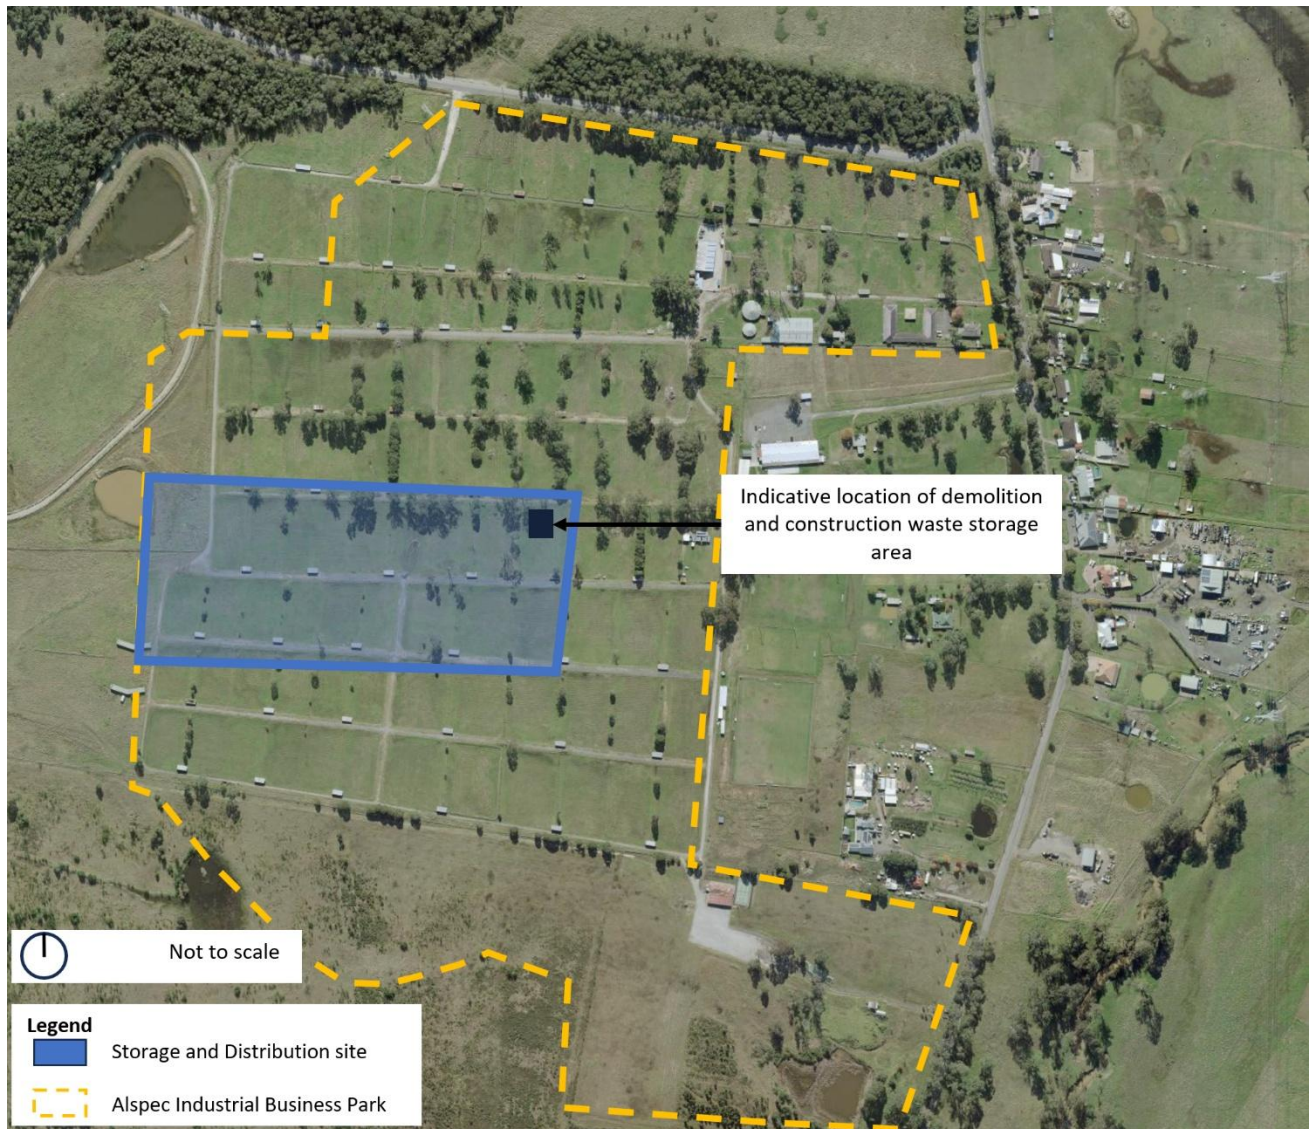 Indicative location of demolition
and construction waste storage
area
Not to scale
Legend
Storage and Distribution site
Alspec Industrial Business Park